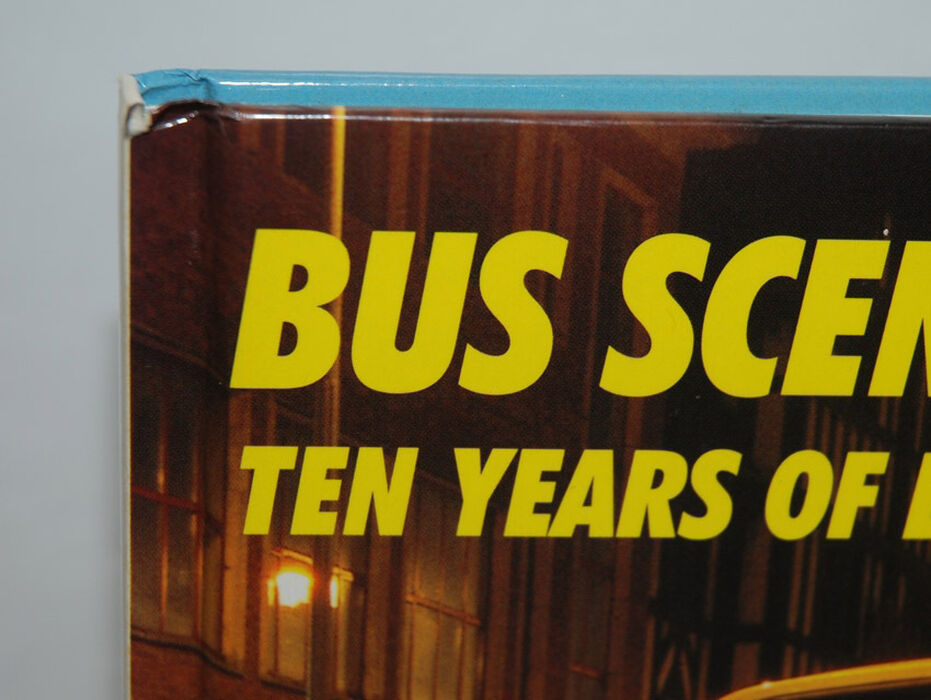 BUS SCEN
TEN YEARS OF